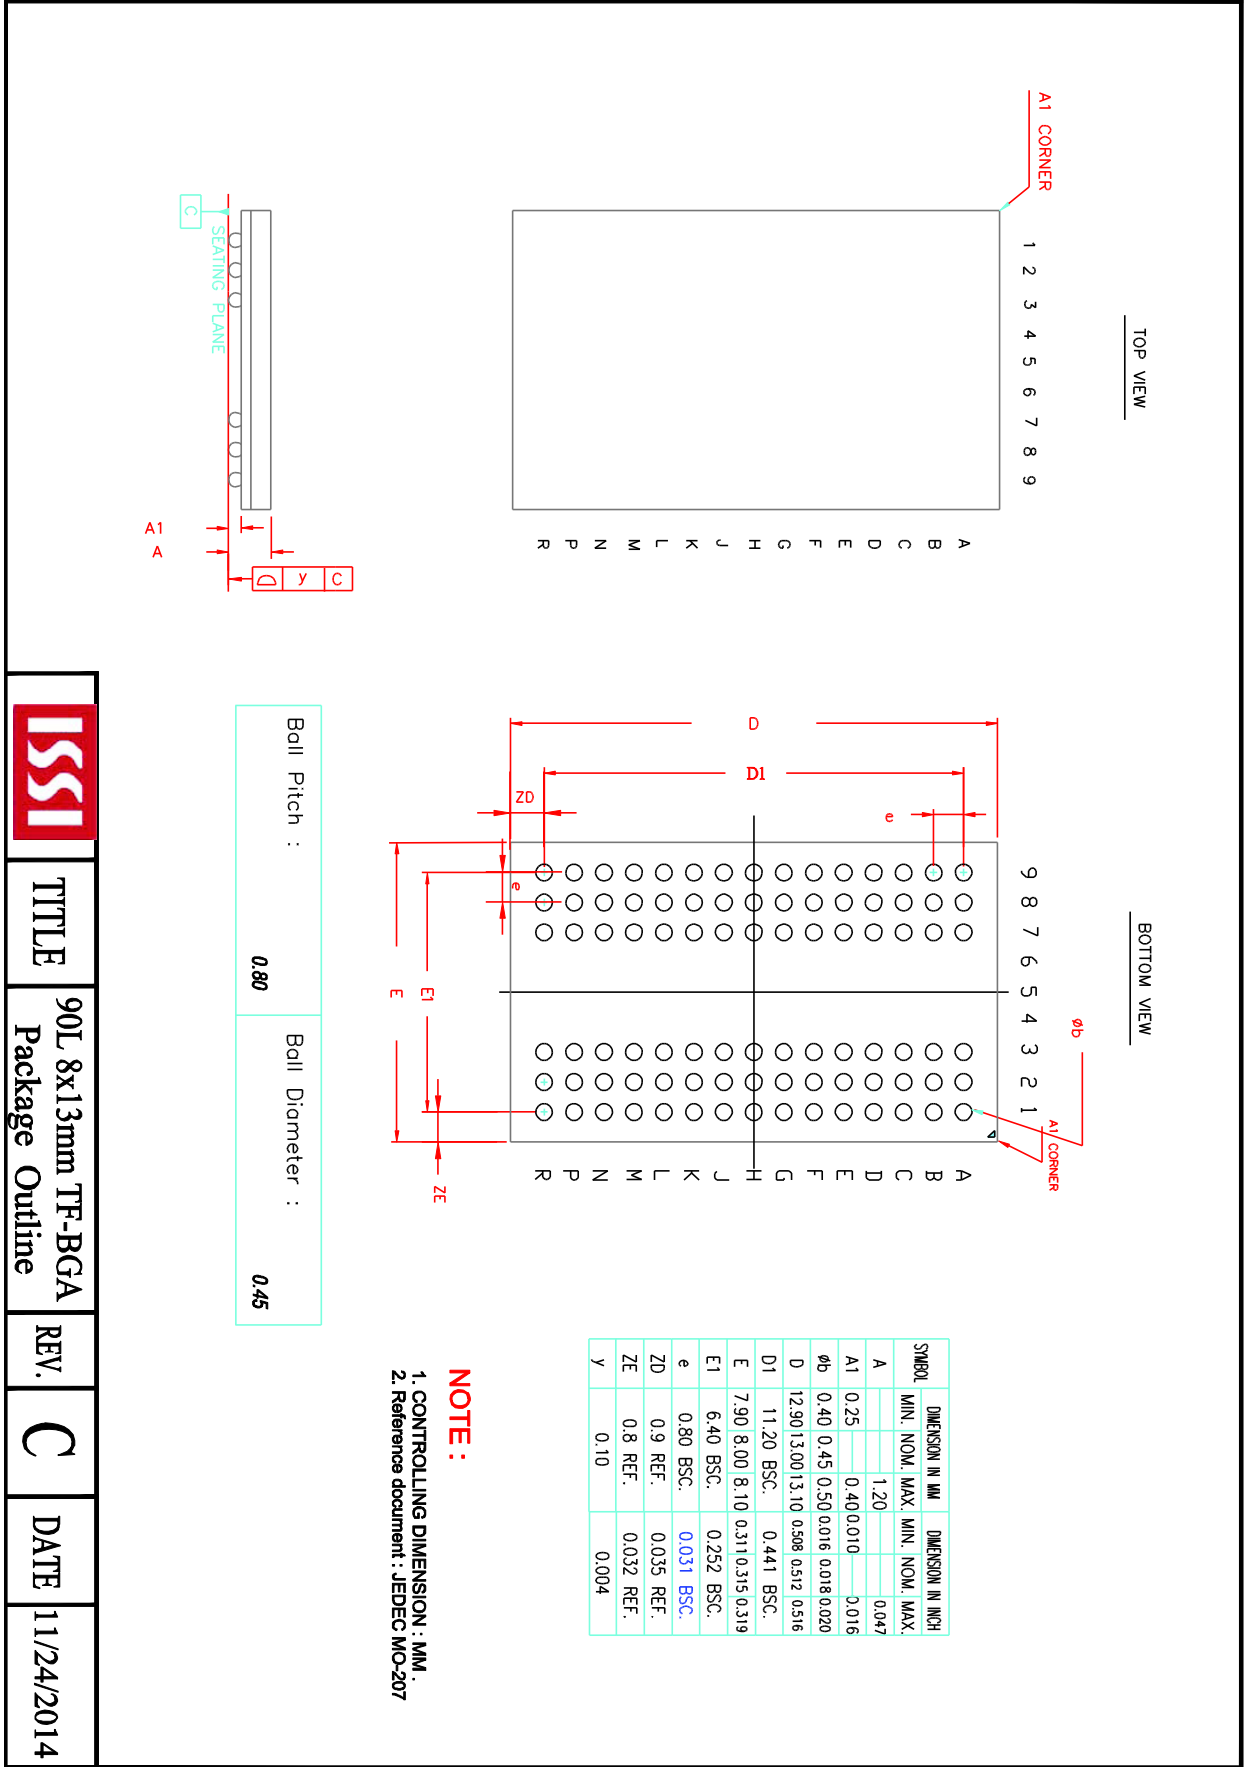 TOP VIEW
A1 CORNER
1 2 3 4 5 6 7 8 9
A
B
C
D
E
F
G
H
J
K
L
M
N
P
R
SEATING PLANE
C
A1
A
y C
BOTTOM VIEW
Øb
A1 CORNER
9 8 7 6 5 4 3 2 1
A
B
C
D
E
F
G
H
J
K
L
M
N
P
R
e
D
D1
ZD
e
E1
E
ZE
SYMBOL DIMENSION IN MM DIMENSION IN INCH
MIN. NOM. MAX. MIN. NOM. MAX.
A 1.20 0.047
A1 0.25 0.40 0.010 0.016
Øb 0.40 0.45 0.50 0.016 0.018 0.020
D 12.90 13.00 13.10 0.508 0.512 0.516
D1 11.20 BSC. 0.441 BSC.
E 7.90 8.00 8.10 0.311 0.315 0.319
E1 6.40 BSC. 0.252 BSC.
e 0.80 BSC. 0.031 BSC.
ZD 0.9 REF. 0.035 REF.
ZE 0.8 REF. 0.032 REF.
y 0.10 0.004
NOTE :
1. CONTROLLING DIMENSION : MM .
2. Reference document : JEDEC MO-207
Ball Pitch : 0.80
Ball Diameter : 0.45
ISSI
TITLE
90L 8x13mm TF-BGA
Package Outline
REV.
C
DATE
11/24/2014